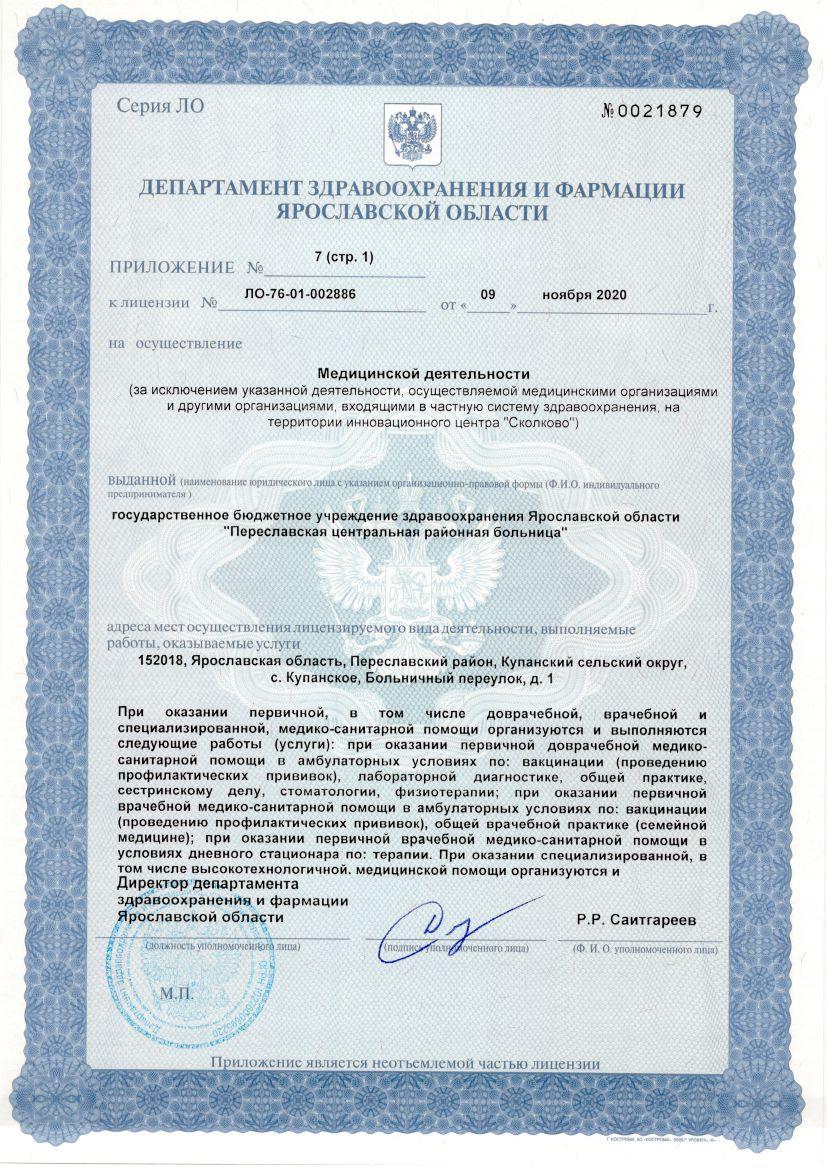 Серия ЛО
№0021879
ДЕПАРТАМЕНТ ЗДРАВООХРАНЕНИЯ И ФАРМАЦИИ
ЯРОСЛАВСКОЙ ОБЛАСТИ
ПРИЛОЖЕНИЕ № 7 (стр. 1)
к лицензии № ЛО-76-01-002886 от « 09 » ноября 2020 г.
на осуществление
Медицинской деятельности
(за исключением указанной деятельности, осуществляемой медицинскими организациями
и другими организациями, входящими в частную систему здравоохранения, на
территории инновационного центра "Сколково")
выданной (наименование юридического лица с указанием организационно-правовой формы (Ф.И.О. индивидуального
предпринимателя )
государственное бюджетное учреждение здравоохранения Ярославской области
"Переславская центральная районная больница"
адреса мест осуществления лицензируемого вида деятельности, выполняемые
работы, оказываемые услуги
152018, Ярославская область, Переславский район, Купанский сельский округ,
с. Купанское, Больничный переулок, д. 1
При оказании первичной, в том числе доврачебной, врачебной и
специализированной, медико-санитарной помощи организуются и выполняются
следующие работы (услуги): при оказании первичной доврачебной медико-
санитарной помощи в амбулаторных условиях по: вакцинации (проведению
профилактических прививок), лабораторной диагностике, общей практике,
сестринскому делу, стоматологии, физиотерапии; при оказании первичной
врачебной медико-санитарной помощи в амбулаторных условиях по: вакцинации
(проведению профилактических прививок), общей врачебной практике (семейной
медицине); при оказании первичной врачебной медико-санитарной помощи в
условиях дневного стационара по: терапии. При оказании специализированной, в
том числе высокотехнологичной. медицинской помощи организуются и
Директор департамента
здравоохранения и фармации
Ярославской области
Р.Р. Саитгареев
(должность уполномоченного лица)
(подпись уполномоченного лица)
(Ф. И. О. уполномоченного лица)
М.П.
Приложение является неотъемлемой частью лицензии